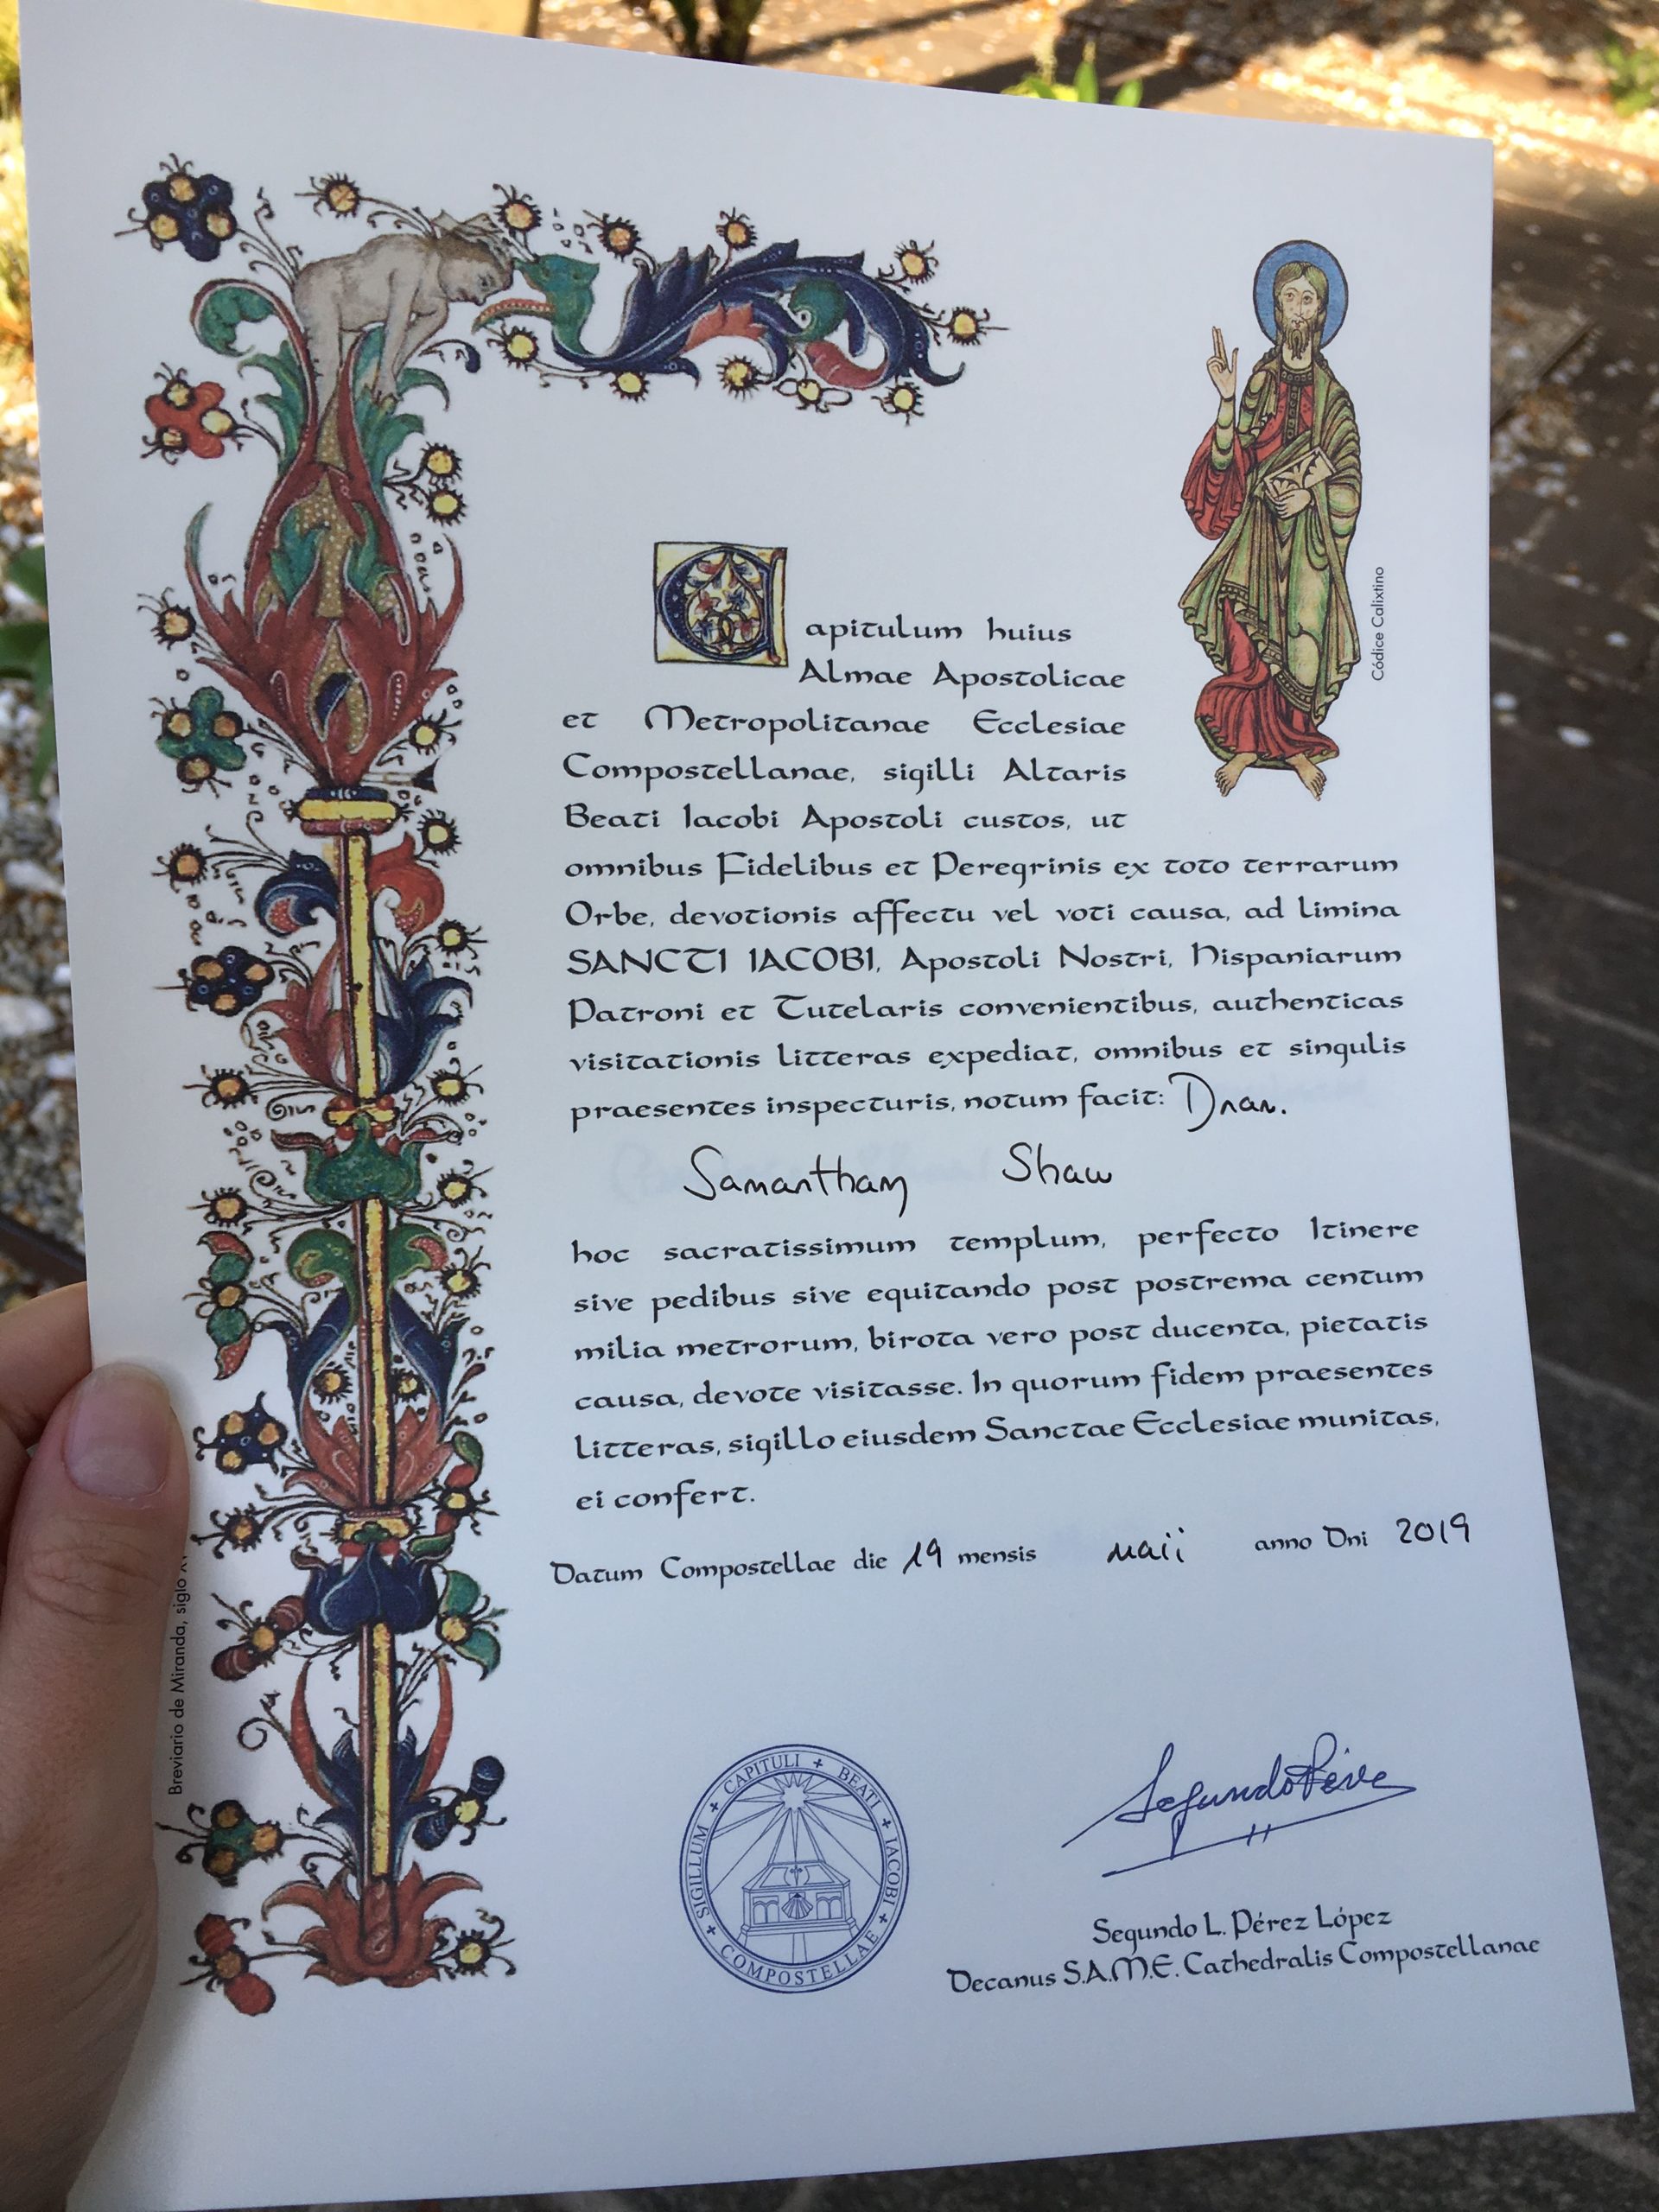 Capitulum huius
Almae Apostolicae
et Metropolitanae Ecclesiae
Compostellanae, sigilli Altaris
Beati Iacobi Apostoli custos, ut
omnibus Fidelibus et Peregrinis ex toto terrarum
Orbe, devotionis affectu vel voti causa, ad limina
SANCTI IACOBI, Apostoli Nostri, Hispaniarum
Patroni et Tutelaris convenientibus, authenticas
visitationis litteras expediat, omnibus et singulis
praesentes inspecturis, notum facit: Dnam.
Samantham Shaw
hoc sacratissimum templum, perfecto Itinere
sive pedibus sive equitando post postrema centum
milia metrorum, birota vero post ducenta, pietatis
causa, devote visitasse. In quorum fidem praesentes
litteras, sigillo eiusdem Sanctae Ecclesiae munitas,
ei confert.
Datum Compostellae die 19 mensis maii anno Dni 2019
Códice Calixtino
Breviario de Miranda, siglo
SIGILLUM + CAPITULI + BEATI + IACOBI + COMPOSTELLAE +
Segundo Pérez
Segundo L. Pérez López
Decanus S.A.M.E. Cathedralis Compostellanae